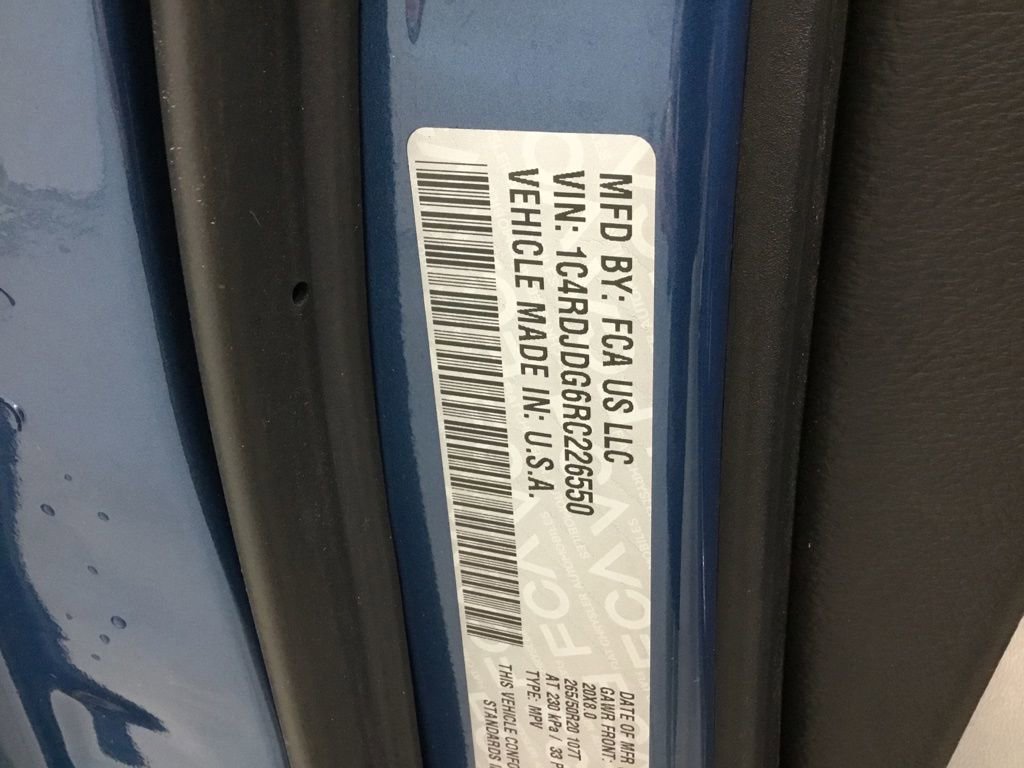 MFD BY: FCA US LLC
VIN: 1C4RDJDG6RC226550
VEHICLE MADE IN: U.S.A.
DATE OF MFR
GAWR FRONT:
20X8.0
265/50R20 107T
AT 230 kPa / 33 P
TYPE: MPV
THIS VEHICLE CONFO
STANDARDS I